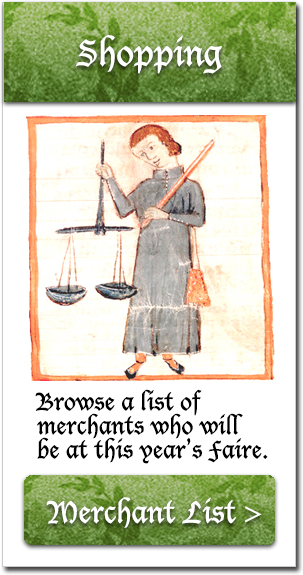 Shopping
Browse a list of
merchants who will
be at this year's Faire.
Merchant List >